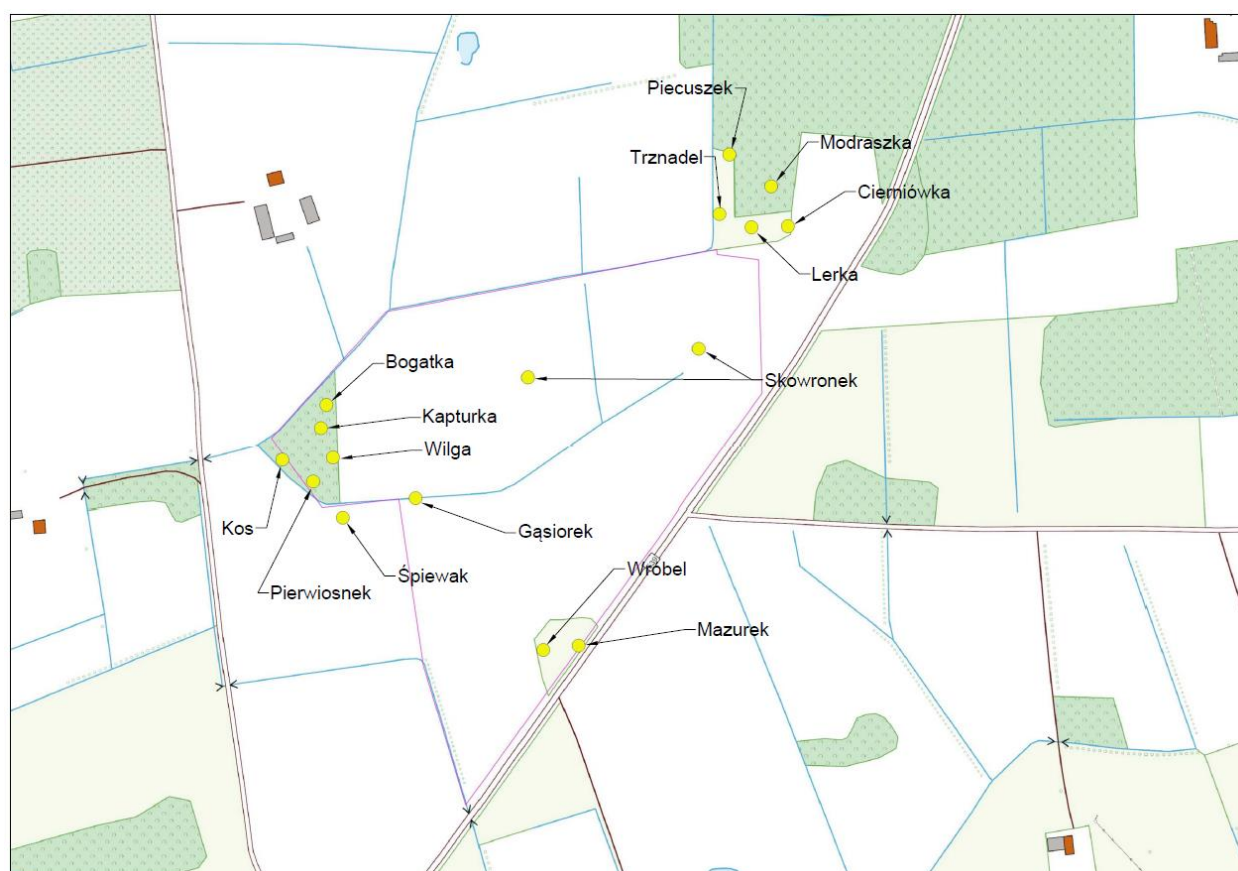 Piecuszek
Modraszka
Trznadel
Cierniówka
Lerka
Bogatka
Skowronek
Kapturka
Wilga
Kos
Gąsiorek
Śpiewak
Pierwiosnek
Wróbel
Mazurek